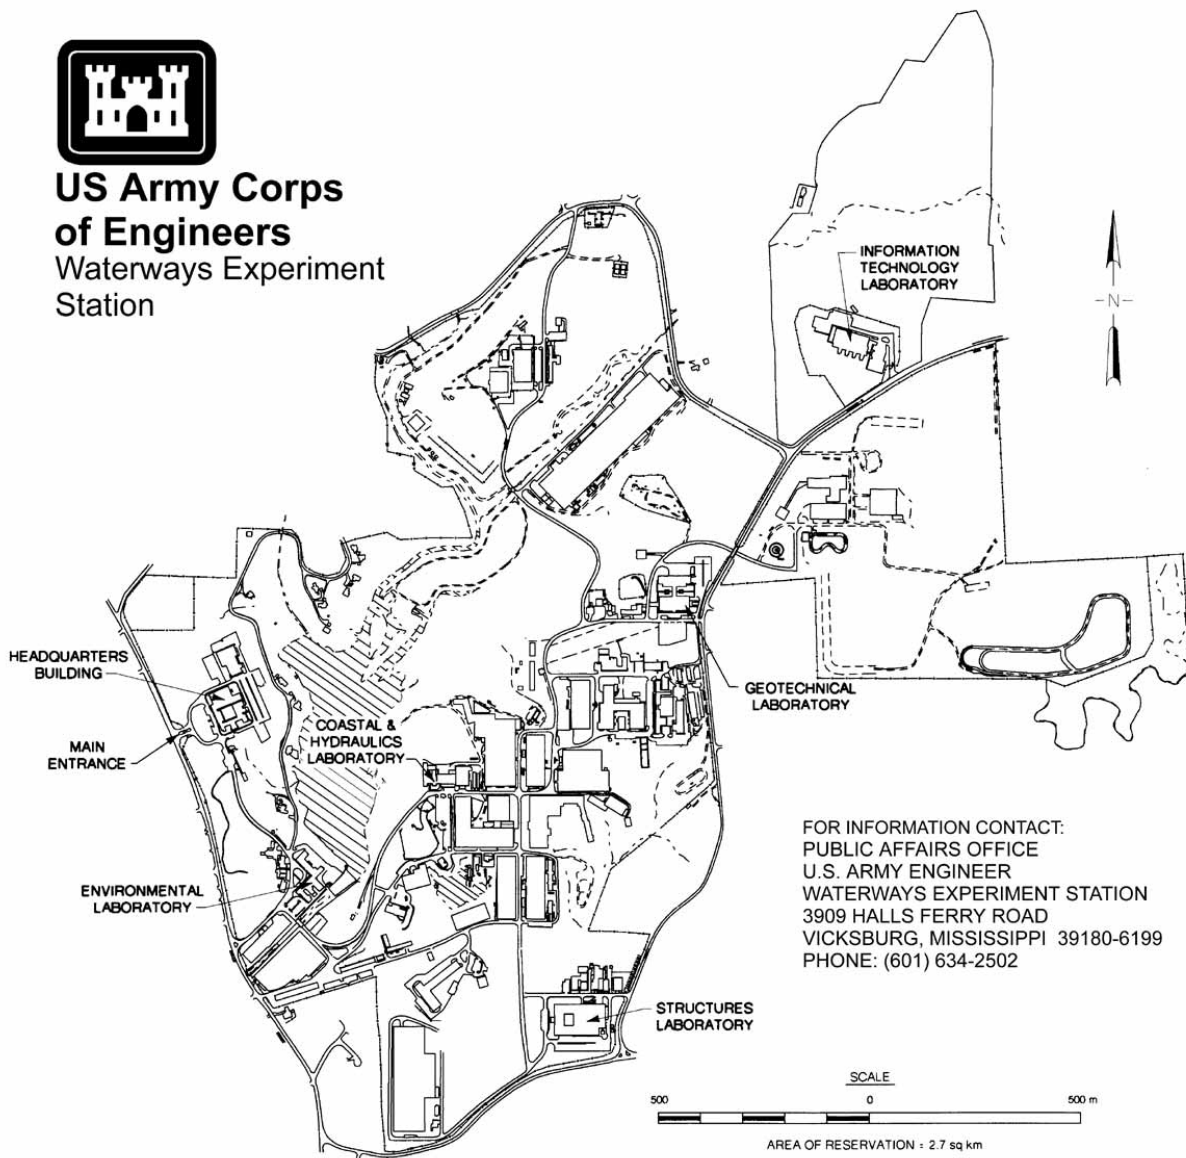 US Army Corps
of Engineers
Waterways Experiment
Station
INFORMATION
TECHNOLOGY
LABORATORY
-N-
HEADQUARTERS
BUILDING
MAIN
ENTRANCE
COASTAL &
HYDRAULICS
LABORATORY
GEOTECHNICAL
LABORATORY
ENVIRONMENTAL
LABORATORY
STRUCTURES
LABORATORY
FOR INFORMATION CONTACT:
PUBLIC AFFAIRS OFFICE
U.S. ARMY ENGINEER
WATERWAYS EXPERIMENT STATION
3909 HALLS FERRY ROAD
VICKSBURG, MISSISSIPPI 39180-6199
PHONE: (601) 634-2502
SCALE
500 0 500 m
AREA OF RESERVATION = 2.7 sq km